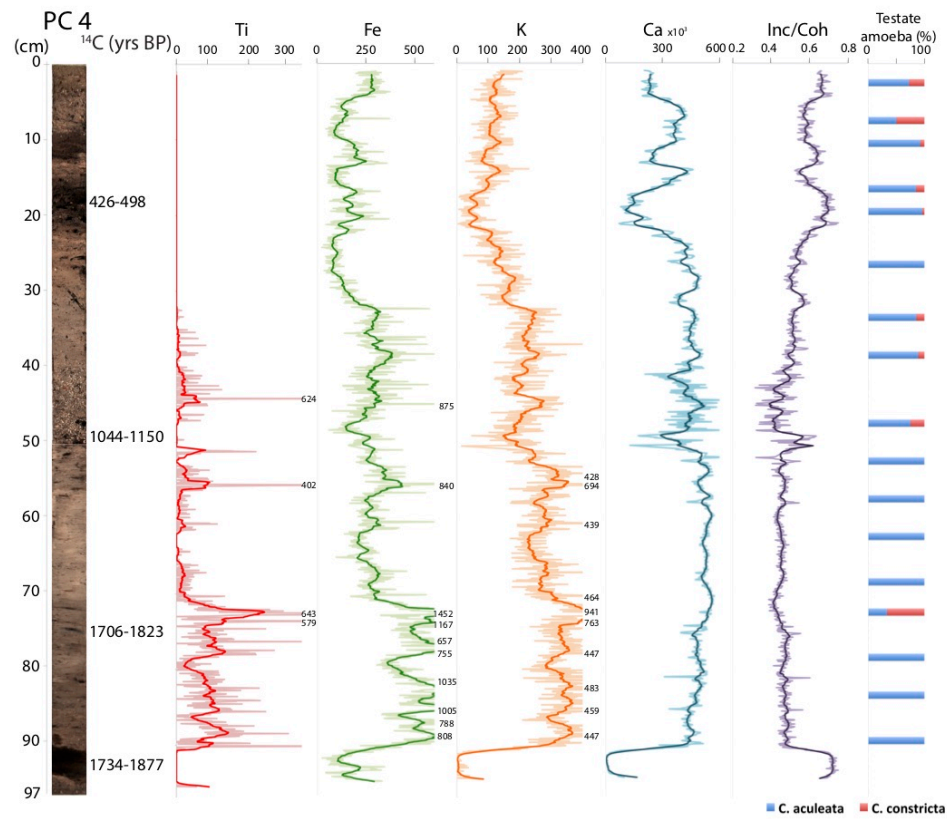 PC 4
(cm)
¹⁴C (yrs BP)
Ti
Fe
K
Ca x10³
Inc/Coh
Testate
amoeba (%)
0 100 200 300
0 250 500
0 100 200 300 400
0 600
0.2 0.4 0.6 0.8
0 100
0
10
20
30
40
50
60
70
80
90
97
426-498
1044-1150
1706-1823
1734-1877
624
402
643
579
875
840
1452
1167
657
755
1035
1005
788
808
428
694
439
464
941
763
447
483
459
447
C. aculeata C. constricta